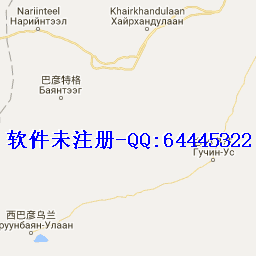 Nariinteel
Нарийнтээл
Khairkhandulaan
Хайрхандулаан
巴彦特格
Баянтээг
软件未注册-QQ:64445322
Гучин-Ус
西巴彦乌兰
руунбаян-Улаан